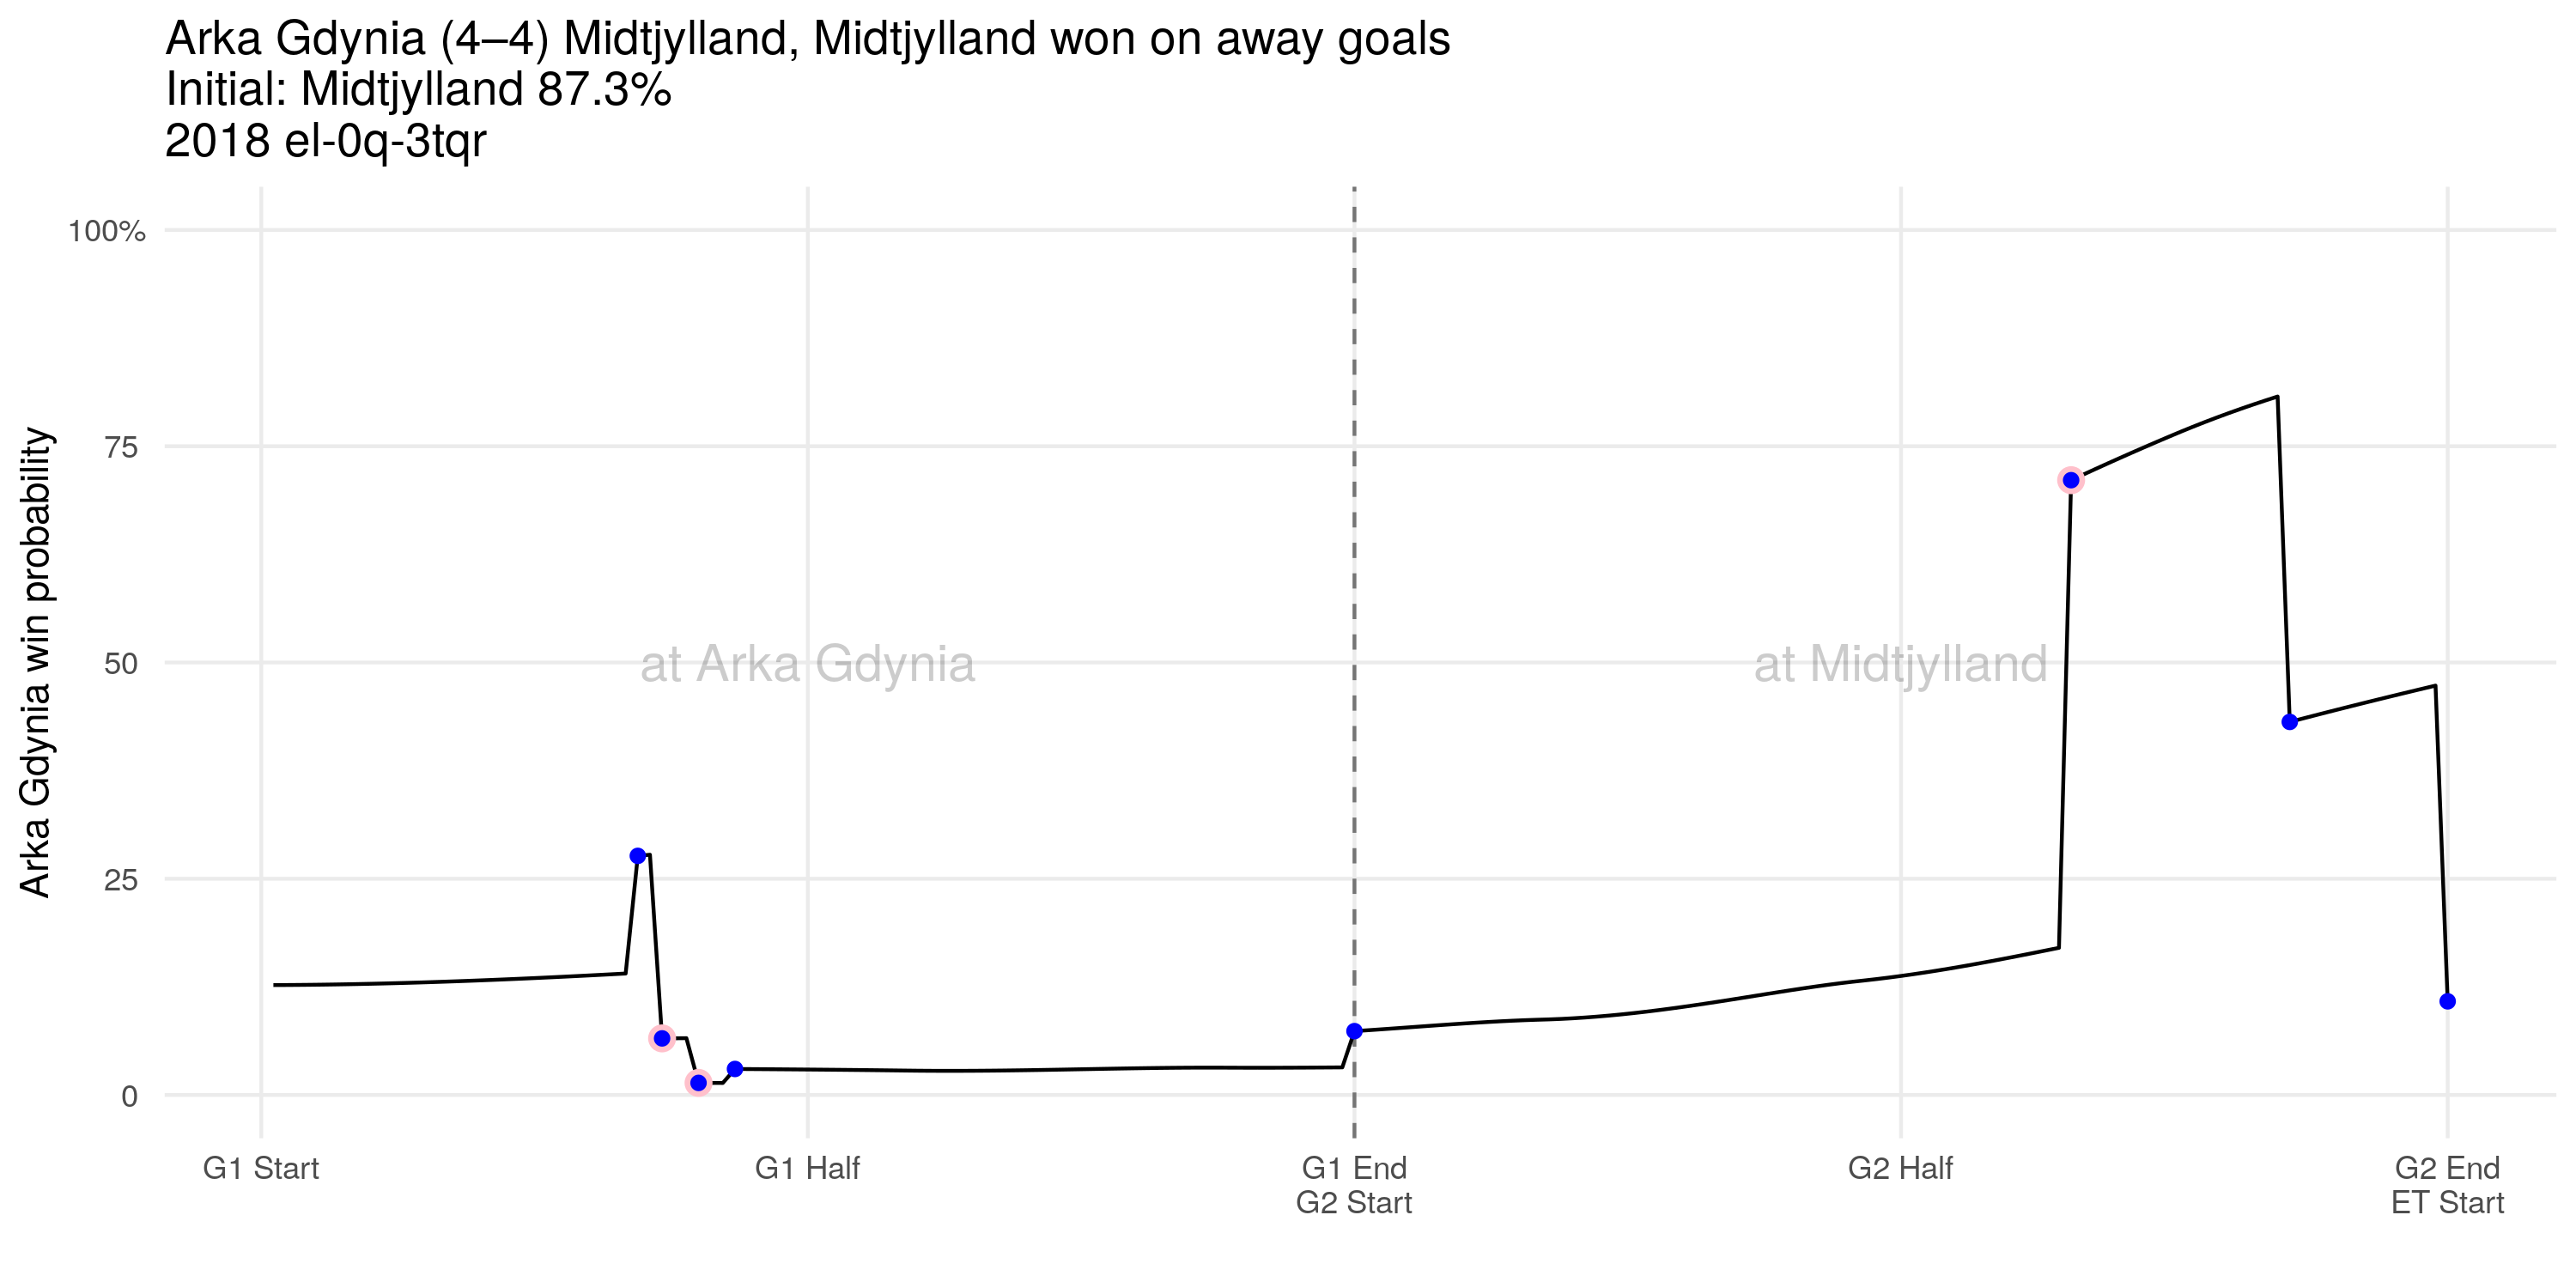 Arka Gdynia (4–4) Midtjylland, Midtjylland won on away goals
Initial: Midtjylland 87.3%
2018 el-0q-3tqr
Arka Gdynia win probability
100%
75
50
25
0
at Arka Gdynia
at Midtjylland
G1 Start
G1 Half
G1 End
G2 Start
G2 Half
G2 End
ET Start